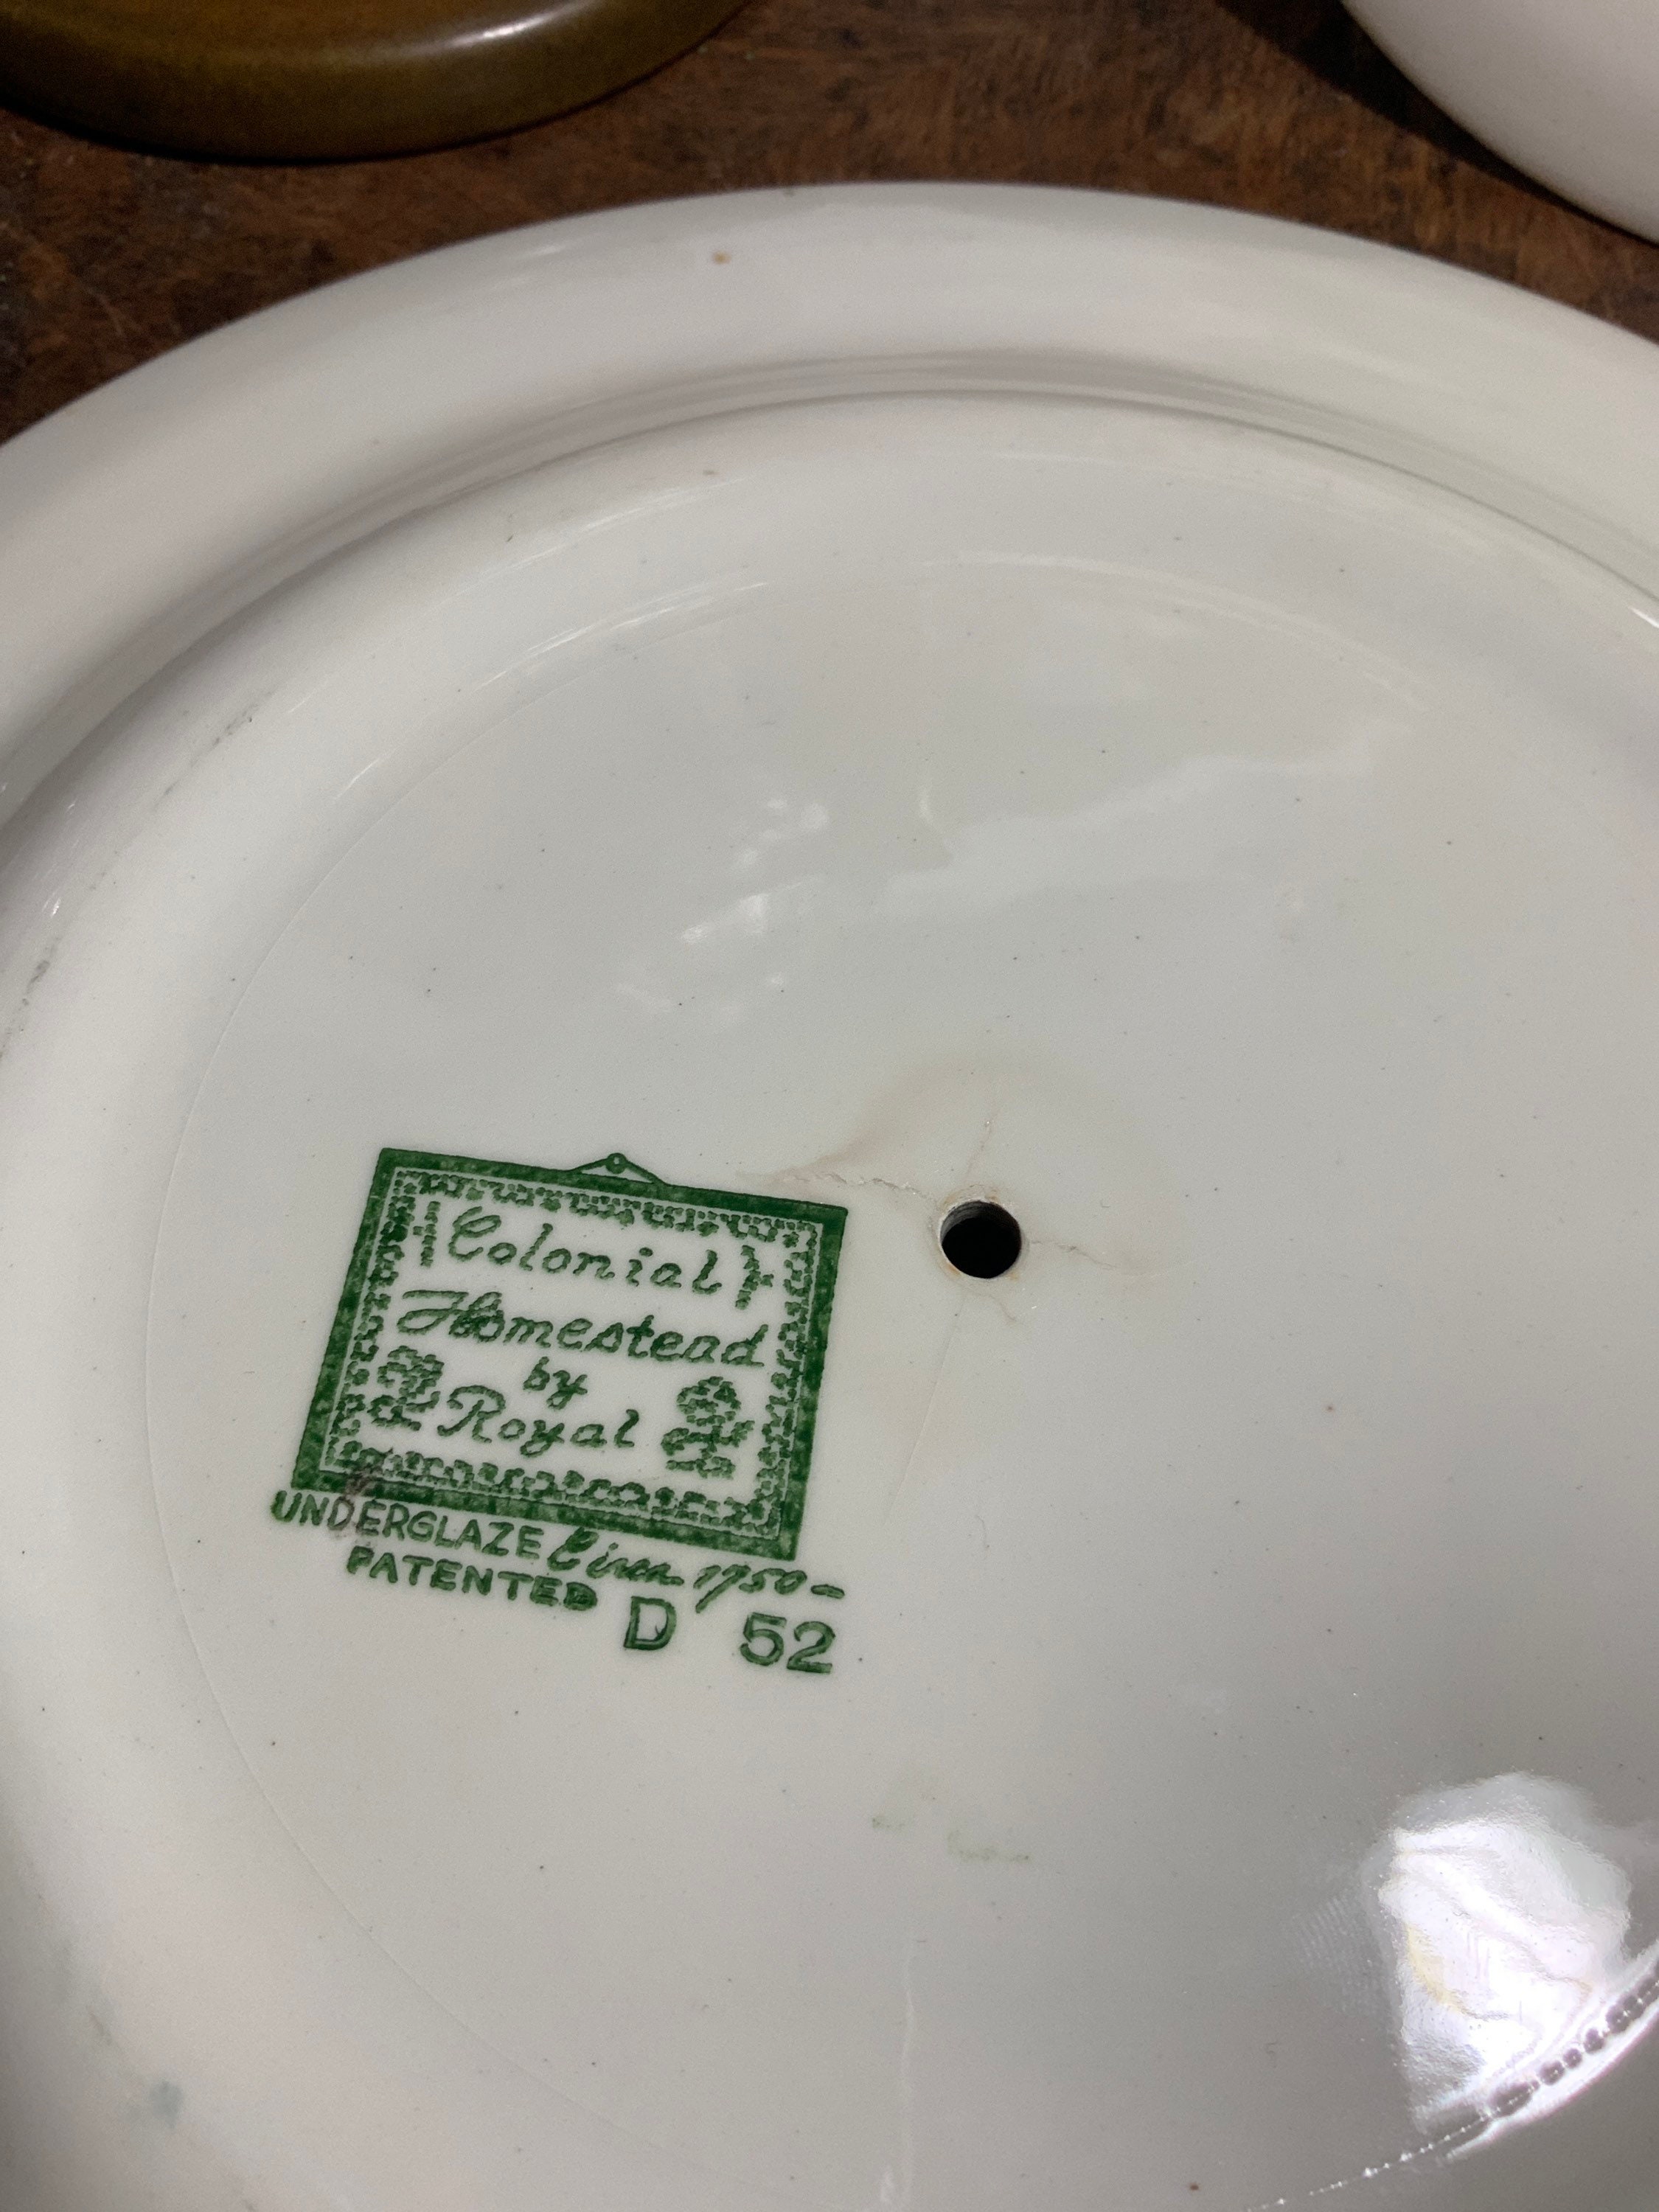 Colonial
Homestead
by
Royal
UNDERGLAZE Circa 1750-
PATENTED D 52